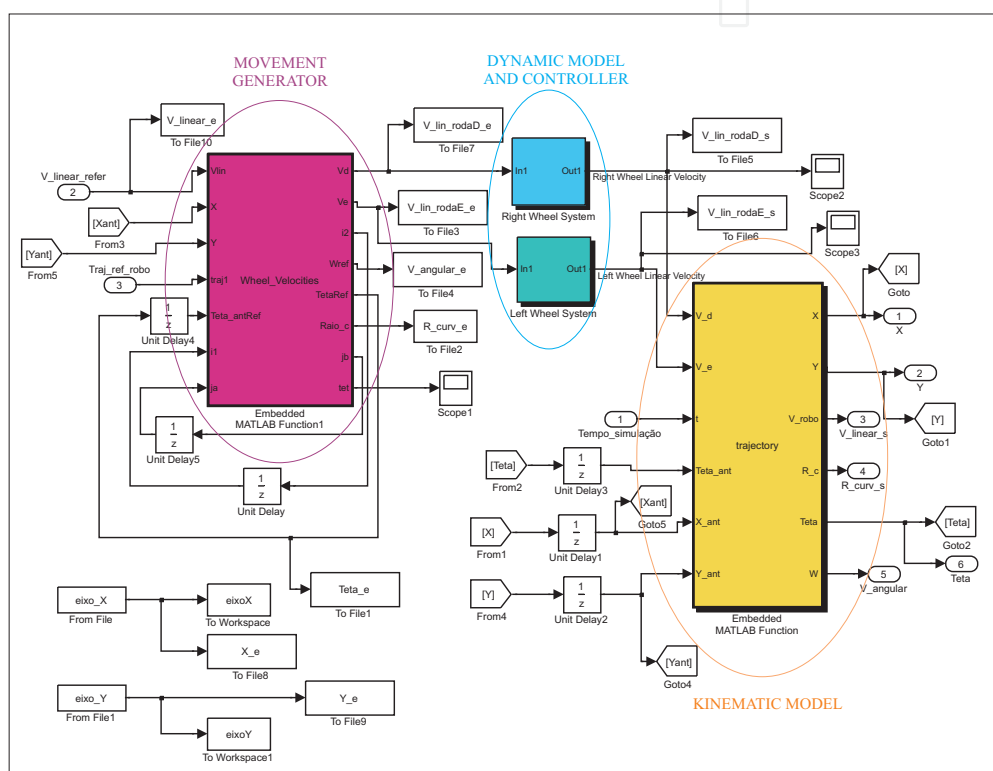 MOVEMENT
GENERATOR
DYNAMIC MODEL
AND CONTROLLER
V_linear_e
To File10
V_lin_rodaD_e
To File7
V_lin_rodaD_s
To File5
V_linear_refer
2
[Xant]
From3
[Yant]
From5
Traj_ref_robo
3
1
z
Unit Delay4
Vlin
X
Y
traj1
Teta_antRef
i1
ja
Wheel_Velocities
Vd
Ve
i2
Wref
TetaRef
Raio_c
jb
tet
Embedded
MATLAB Function1
In1
Out1
Right Wheel System
Right Wheel Linear Velocity
Scope2
V_lin_rodaE_e
To File3
V_lin_rodaE_s
To File6
Scope3
In1
Out1
Left Wheel System
Left Wheel Linear Velocity
V_angular_e
To File4
R_curv_e
To File2
Scope1
1
z
Unit Delay5
1
z
Unit Delay
V_d
V_e
t
Teta_ant
X_ant
Y_ant
trajectory
X
Y
V_robo
R_c
Teta
W
Embedded
MATLAB Function
[X]
Goto
1
X
2
Y
[Y]
Goto1
3
V_linear_s
4
R_curv_s
[Teta]
Goto2
6
Teta
5
V_angular
1
Tempo_simulação
[Teta]
From2
1
z
Unit Delay3
[Xant]
Goto5
[X]
From1
1
z
Unit Delay1
[Y]
From4
1
z
Unit Delay2
[Yant]
Goto4
Teta_e
To File1
eixo_X
From File
eixoX
To Workspace
X_e
To File8
eixo_Y
From File1
Y_e
To File9
eixoY
To Workspace1
KINEMATIC MODEL